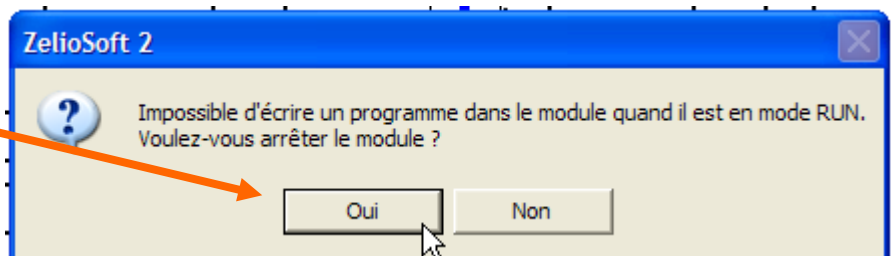 ZelioSoft 2
Impossible d'écrire un programme dans le module quand il est en mode RUN.
Voulez-vous arrêter le module ?
Oui
Non